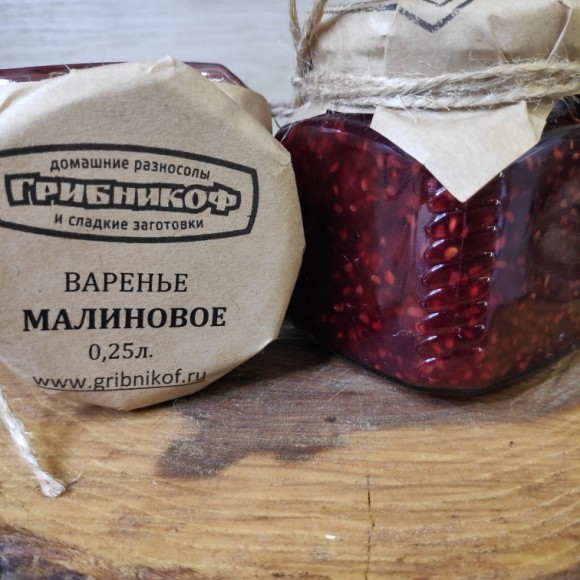 домашние разносолы
ГРИБНИКОФ
и сладкие заготовки
ВАРЕНЬЕ
МАЛИНОВОЕ
0,25л.
www.gribnikof.ru